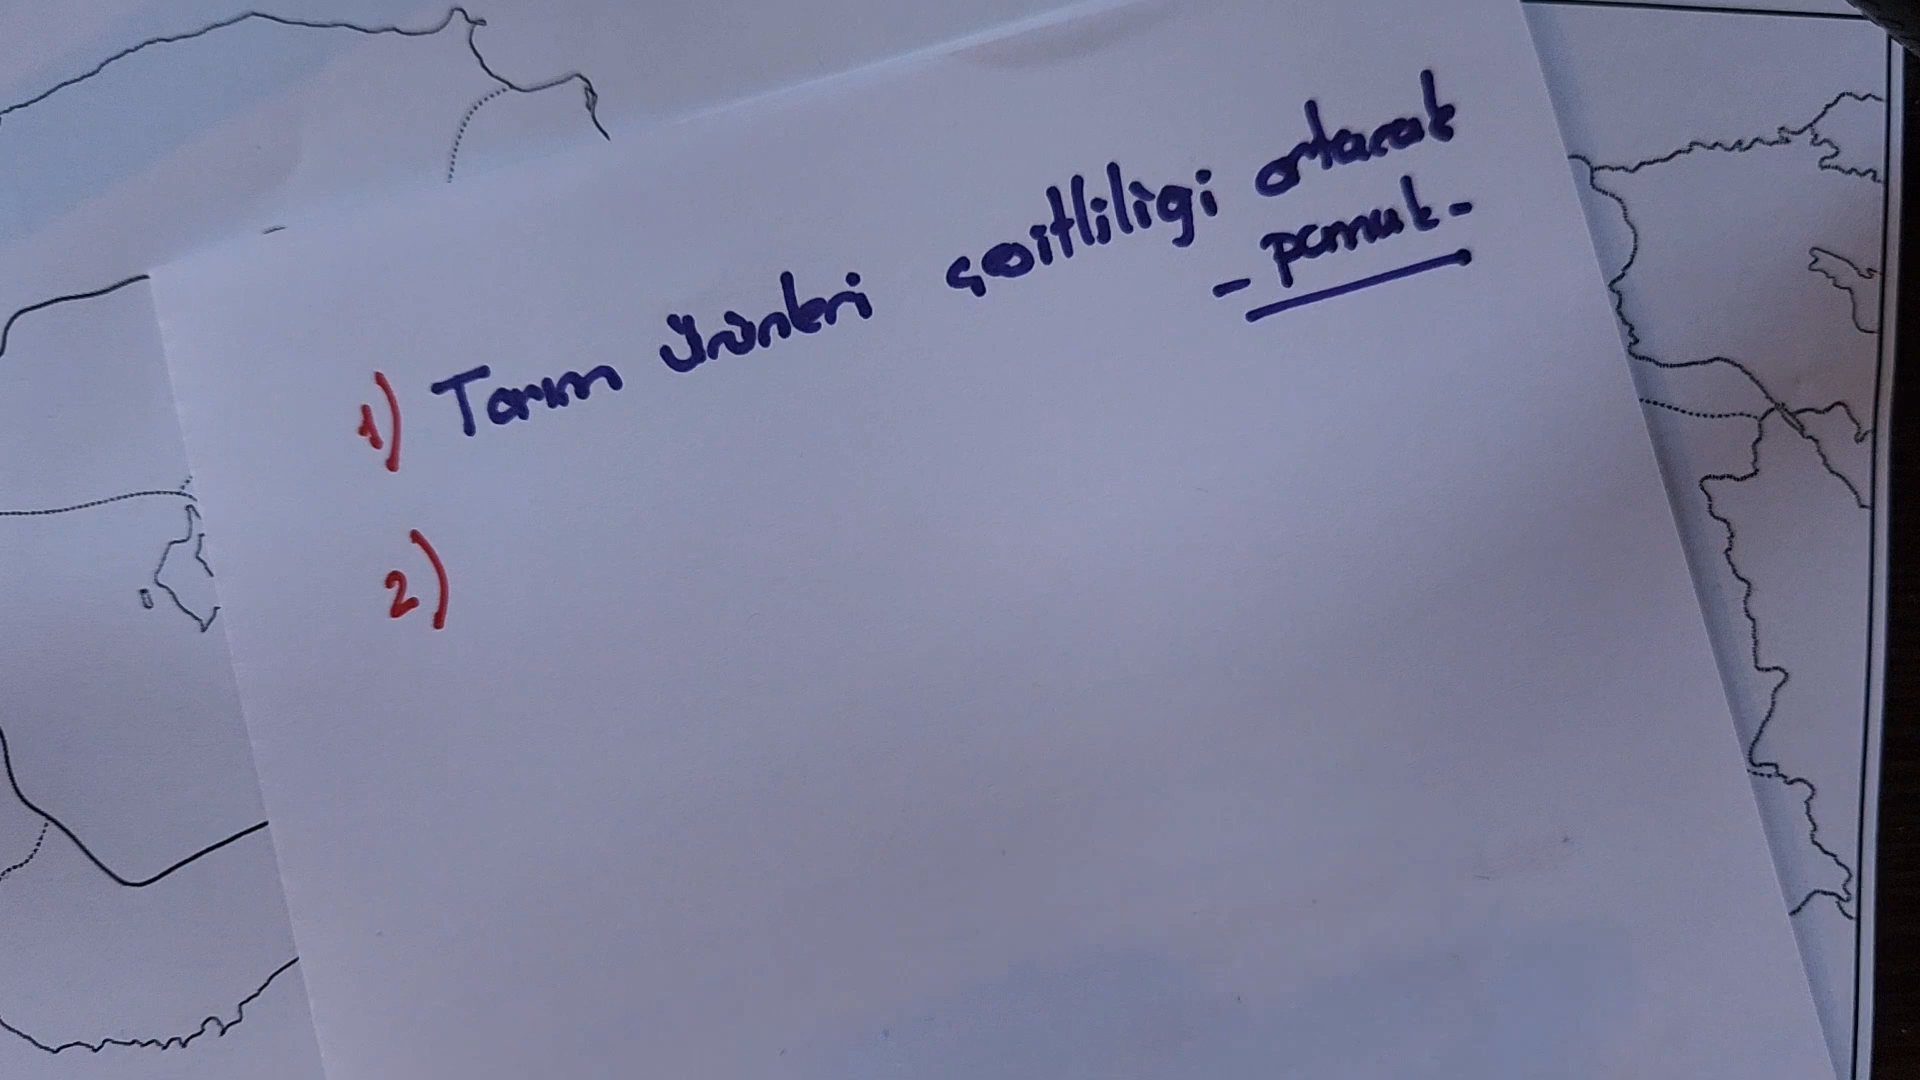 1) Tarım ürünleri çeşitliliği artarak
- pamuk -
2)